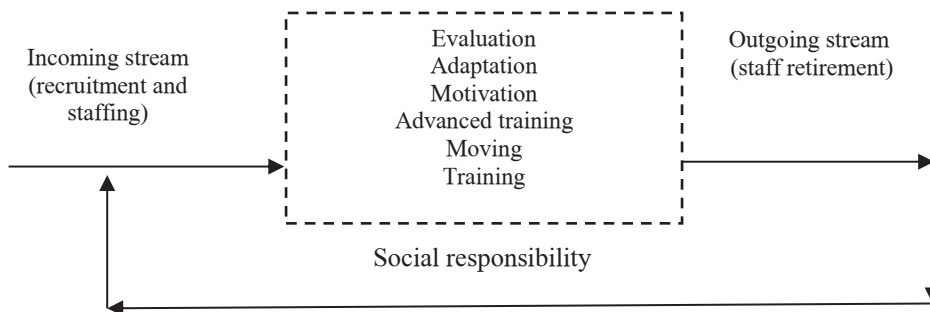 Incoming stream
(recruitment and
staffing)
Evaluation
Adaptation
Motivation
Advanced training
Moving
Training
Outgoing stream
(staff retirement)
Social responsibility